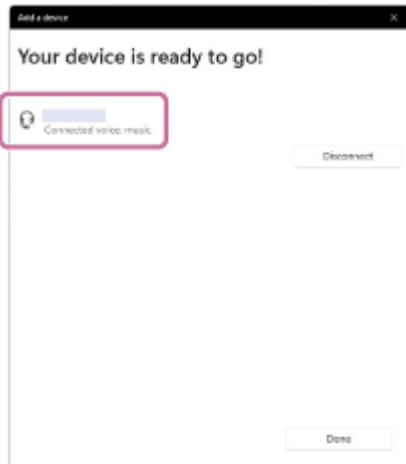 Add a device
Your device is ready to go!
Connected voice, music
Disconnect
Done